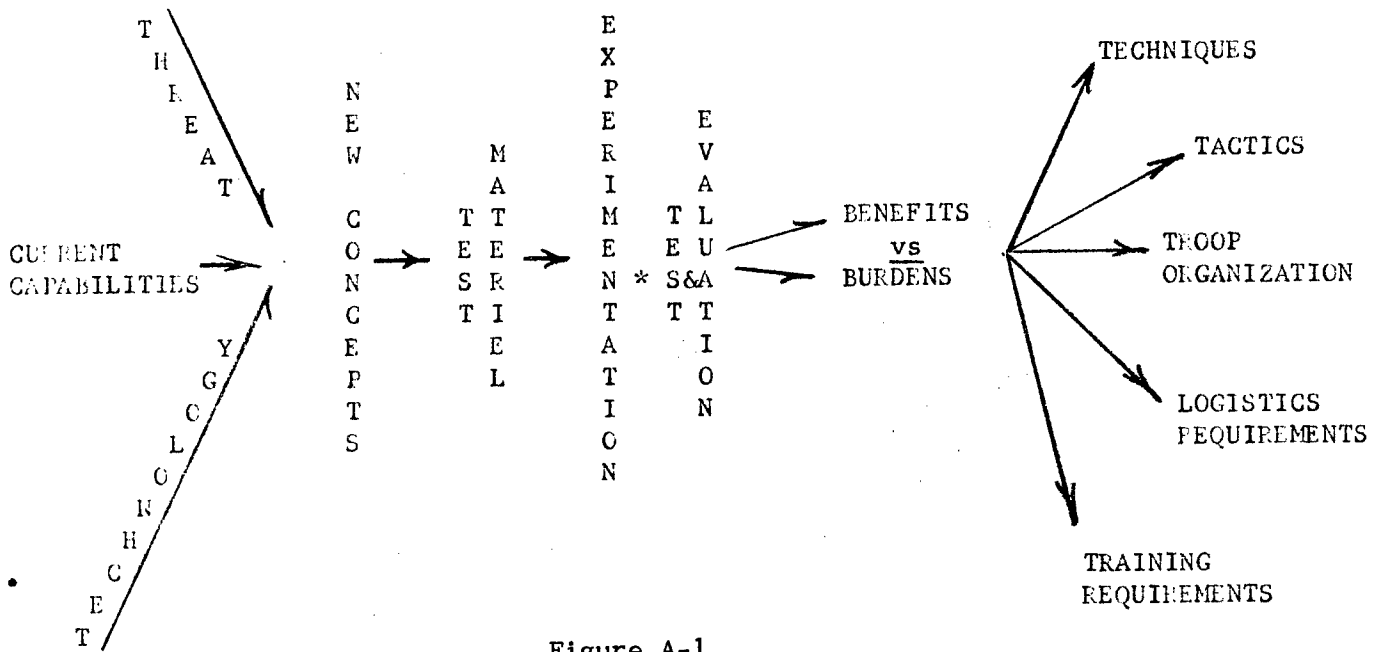 THREAT
CURRENT
CAPABILITIES
TECHNOLOGY
NEW CONCEPTS
TEST
MATERIEL
EXPERIMENTATION
*
TEST
&
EVALUATION
BENEFITS
vs
BURDENS
TECHNIQUES
TACTICS
TROOP
ORGANIZATION
LOGISTICS
REQUIREMENTS
TRAINING
REQUIREMENTS
Figure A-1